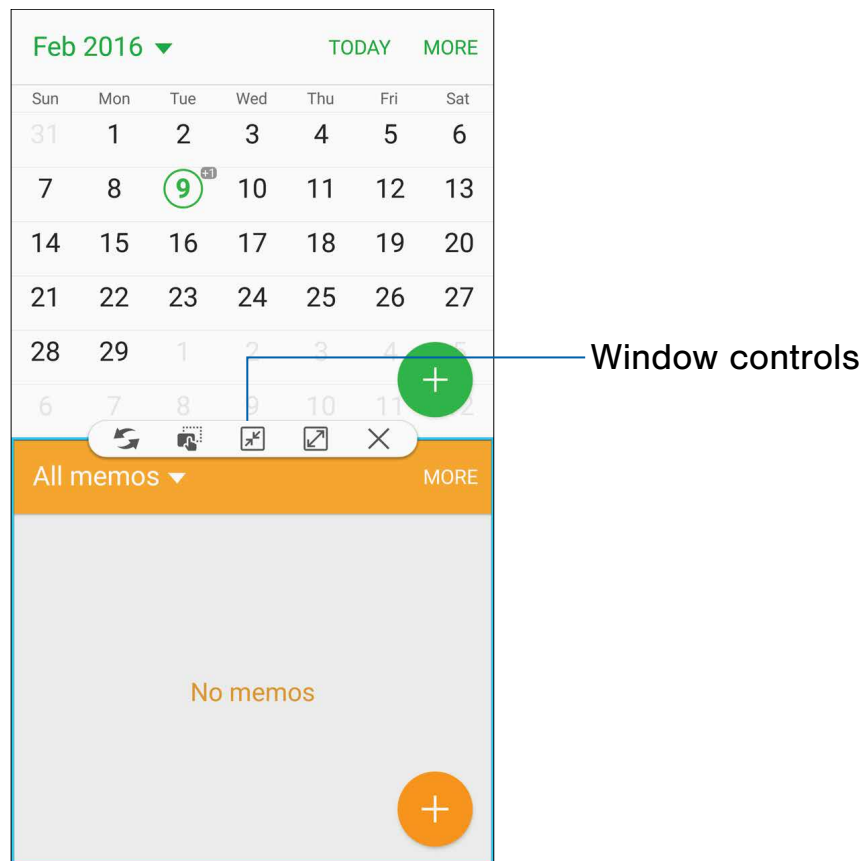 Feb 2016 TODAY MORE
Sun Mon Tue Wed Thu Fri Sat
31 1 2 3 4 5 6
7 8 9 +1 10 11 12 13
14 15 16 17 18 19 20
21 22 23 24 25 26 27
28 29 1 2 3 4 5
Window controls
6 7 8 9 10 11 12
All memos MORE
No memos